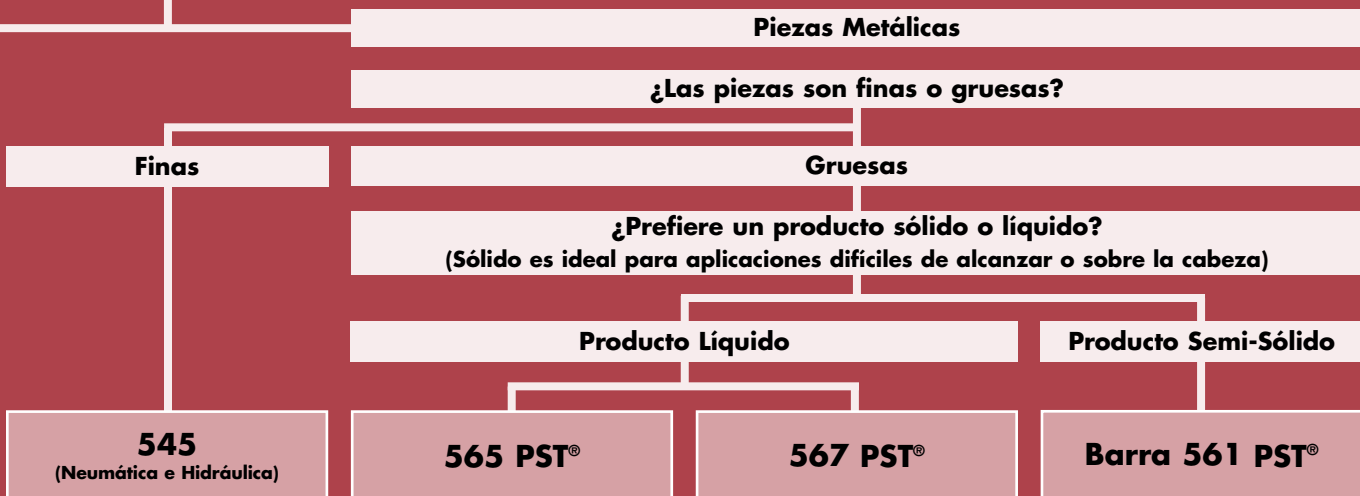 Piezas Metálicas
¿Las piezas son finas o gruesas?
Finas
Gruesas
¿Prefiere un producto sólido o líquido?
(Sólido es ideal para aplicaciones difíciles de alcanzar o sobre la cabeza)
Producto Líquido
Producto Semi-Sólido
545
(Neumática e Hidráulica)
565 PST®
567 PST®
Barra 561 PST®